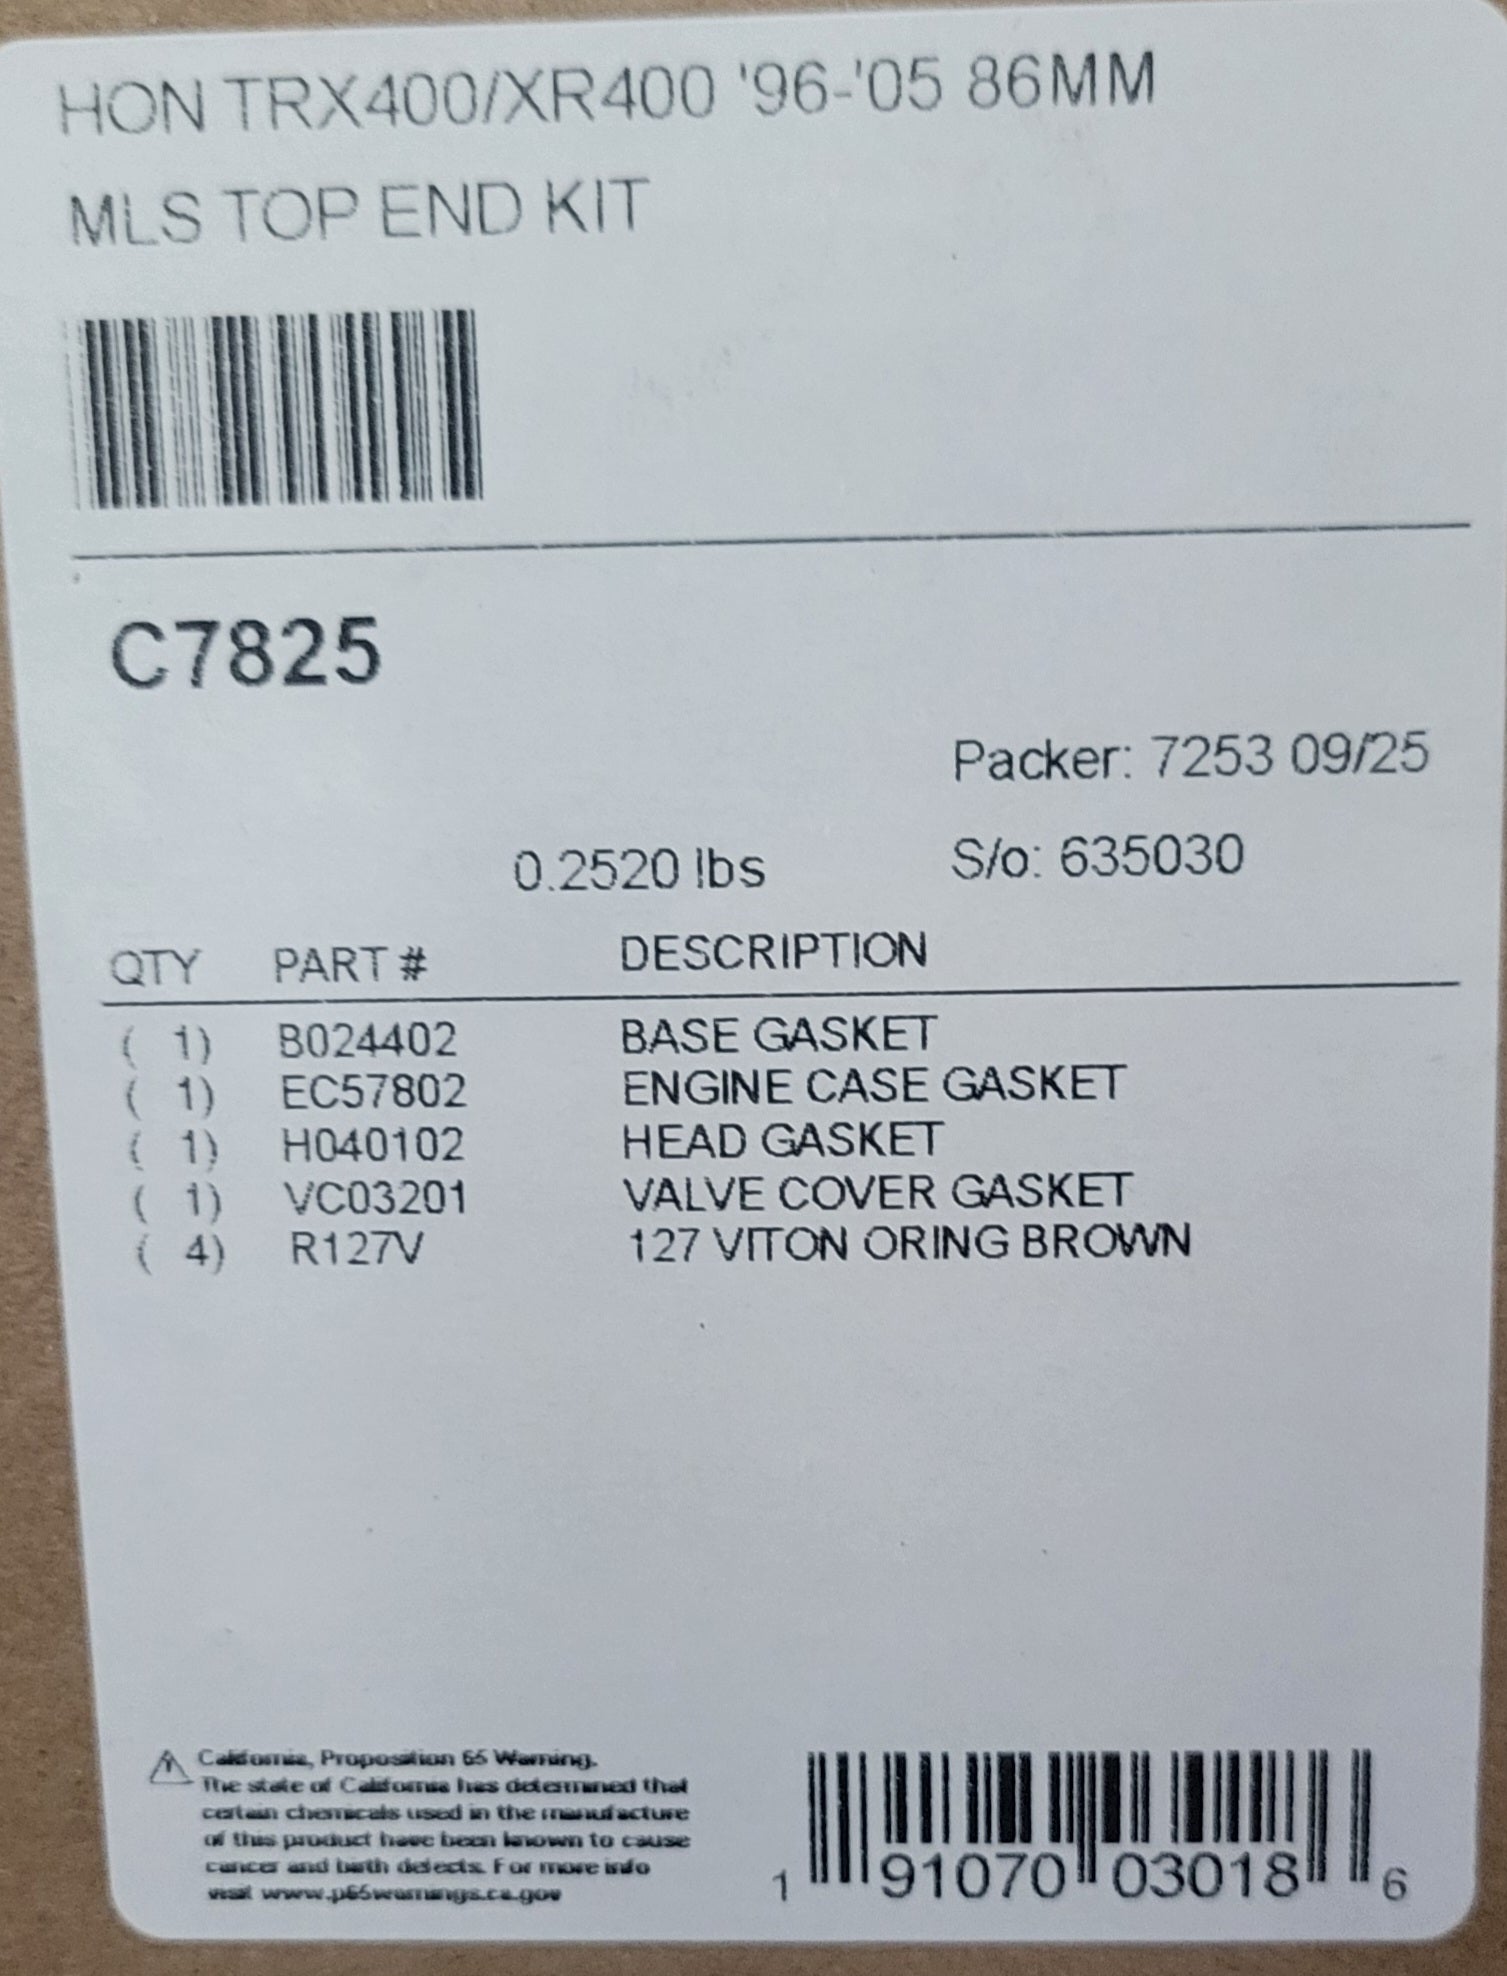 HON TRX400/XR400 '96-'05 86MM
MLS TOP END KIT
C7825
Packer: 7253 09/25
0.2520 lbs S/o: 635030
QTY PART # DESCRIPTION
( 1) B024402 BASE GASKET
( 1) EC57802 ENGINE CASE GASKET
( 1) H040102 HEAD GASKET
( 1) VC03201 VALVE COVER GASKET
( 4) R127V 127 VITON ORING BROWN
California, Proposition 65 Warning.
The state of California has determined that
certain chemicals used in the manufacture
of this product have been known to cause
cancer and birth defects. For more info
visit www.p65warnings.ca.gov
1 91070 03018 6